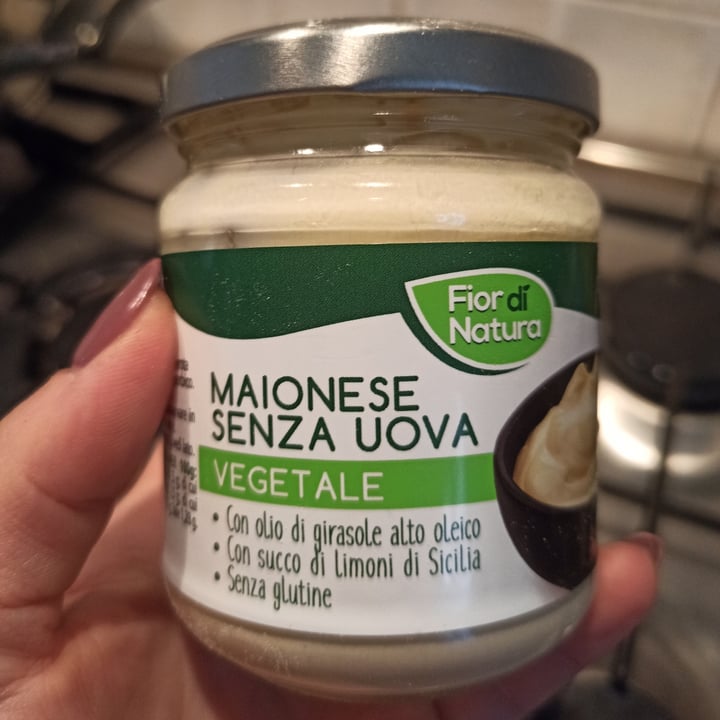 Fior di
Natura
MAIONESE
SENZA UOVA
VEGETALE
• Con olio di girasole alto oleico
• Con succo di limoni di Sicilia
• Senza glutine